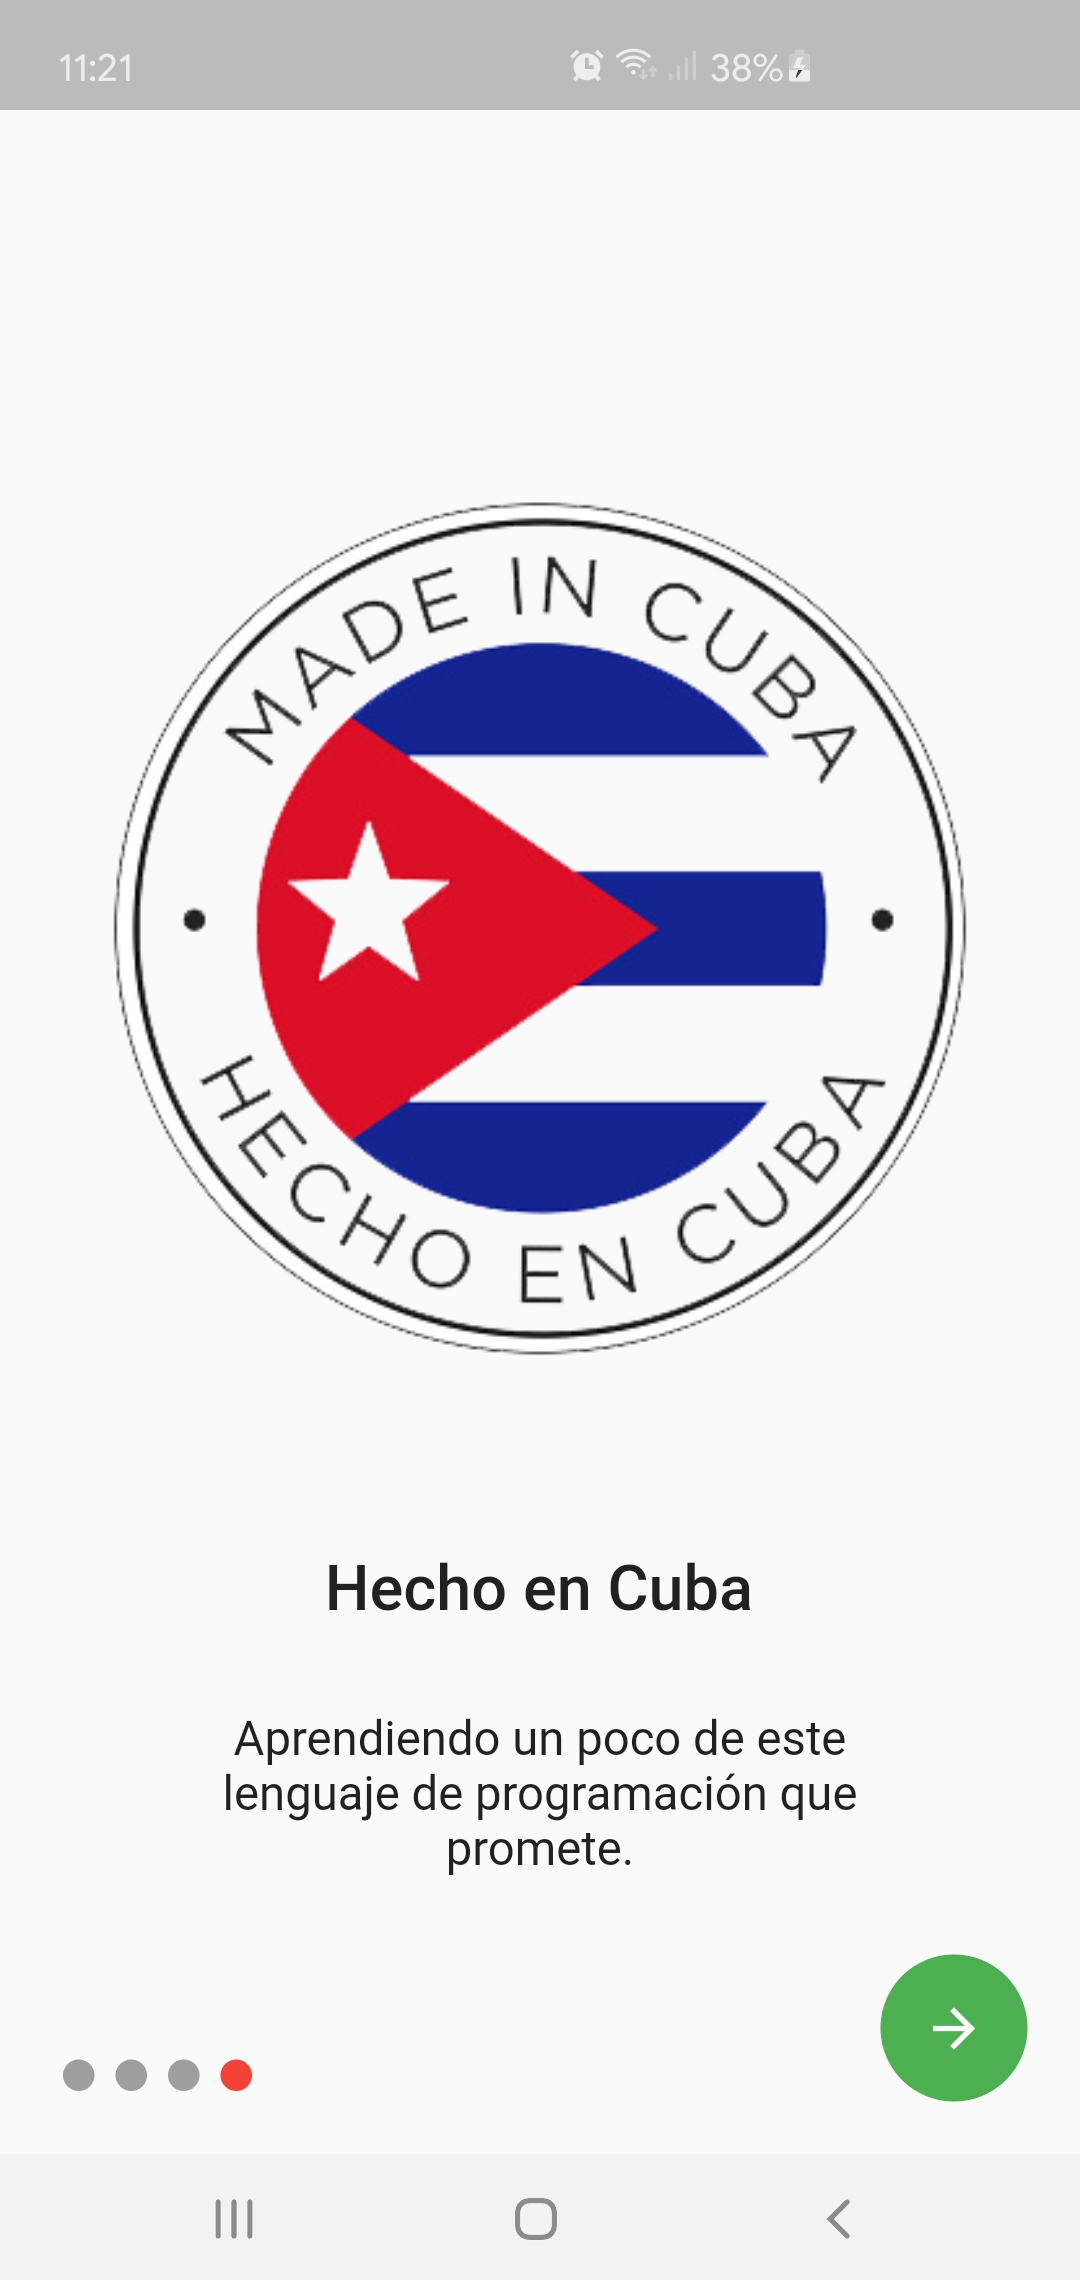 11:21
38%
MADE IN CUBA
HECHO EN CUBA
Hecho en Cuba
Aprendiendo un poco de este
lenguaje de programación que
promete.